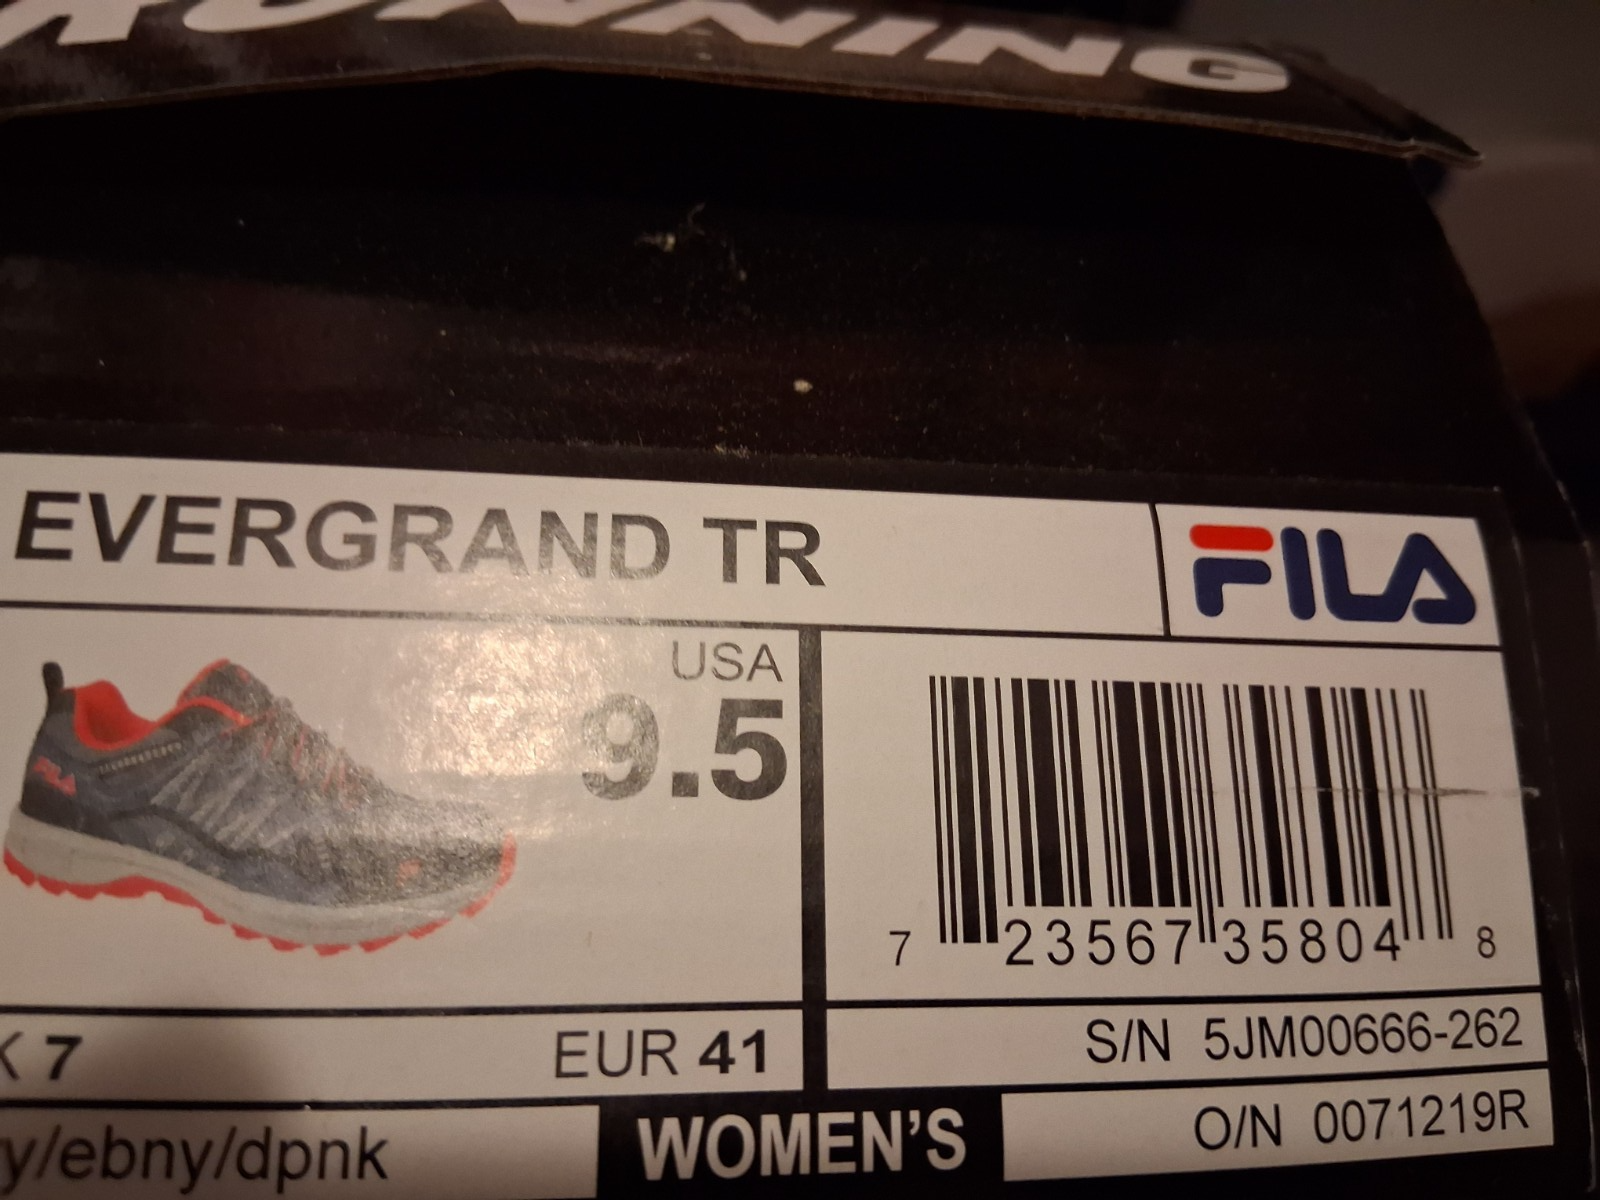 RUNNING
EVERGRAND TR
FILA
USA
9.5
FILA
7 23567 35804 8
K 7
EUR 41
S/N 5JM00666-262
y/ebny/dpnk
WOMEN'S
O/N 0071219R